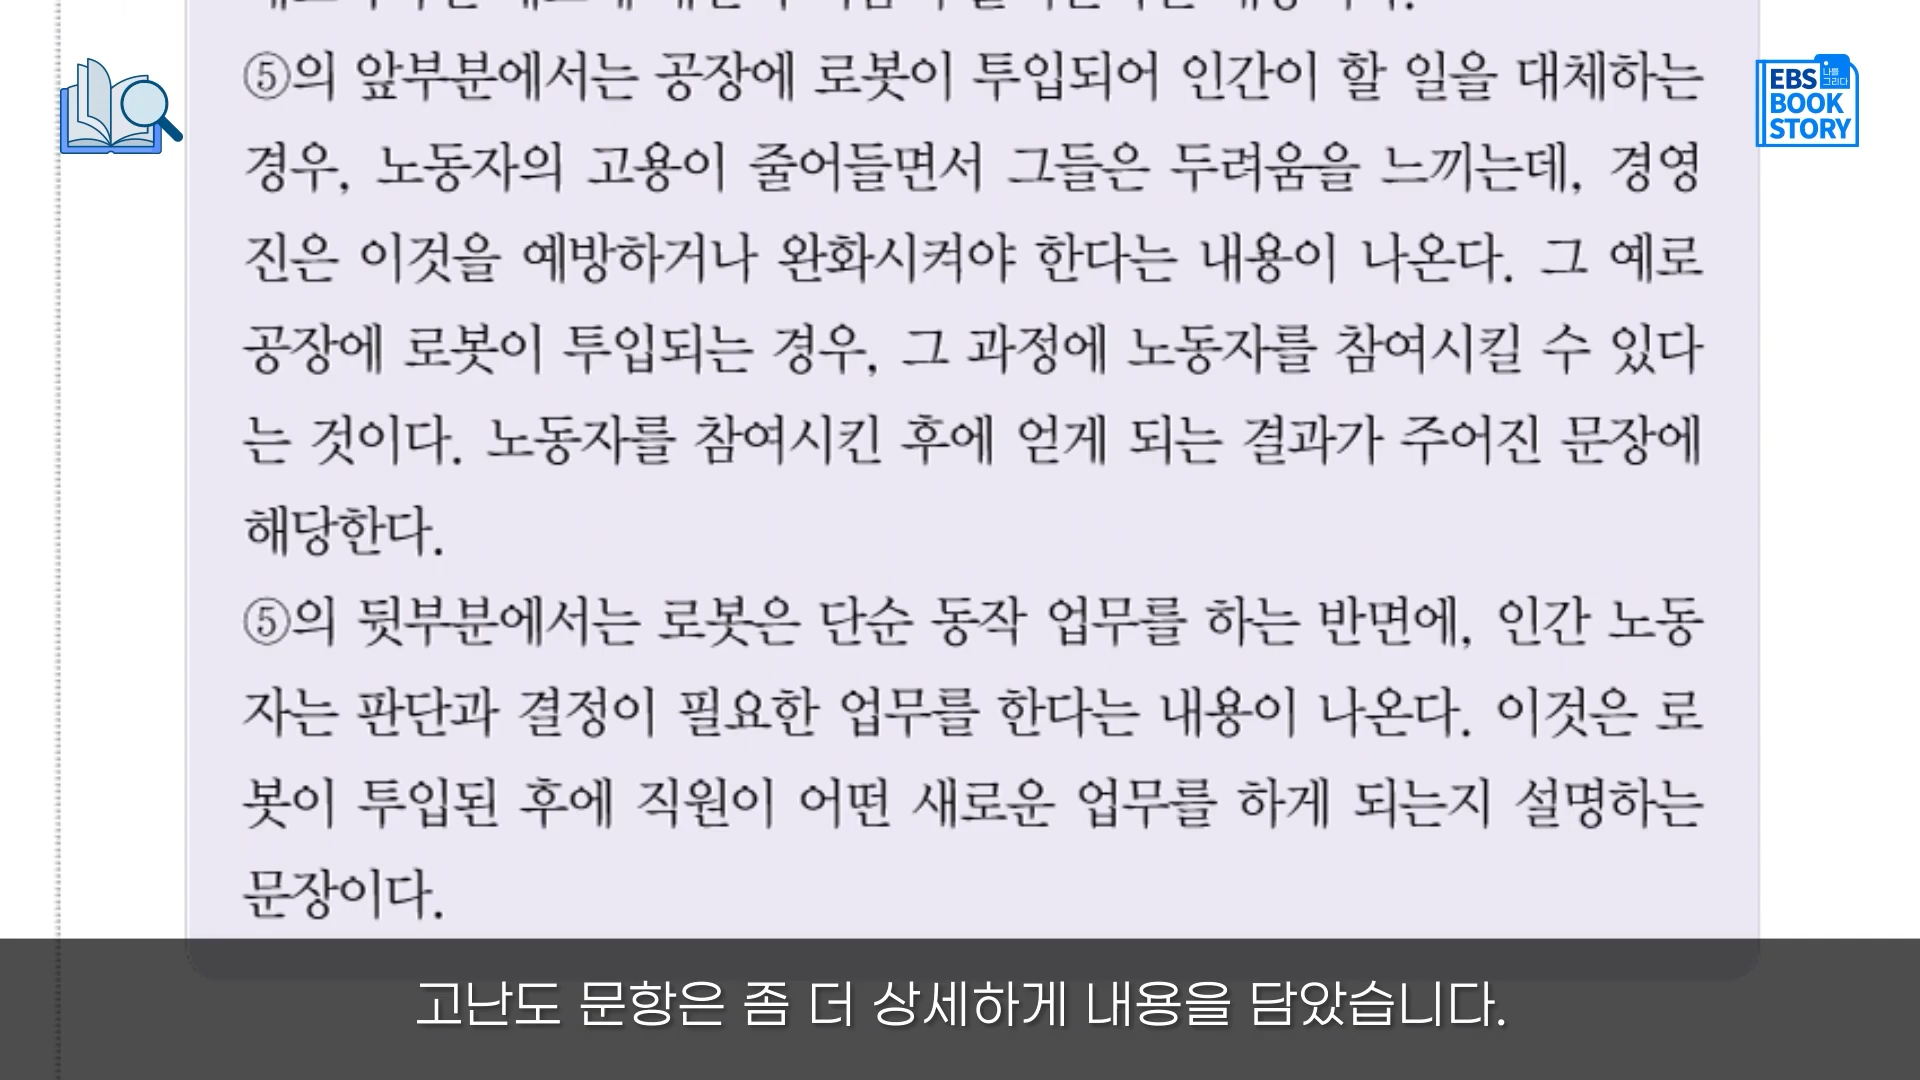 ⑤의 앞부분에서는 공장에 로봇이 투입되어 인간이 할 일을 대체하는
경우, 노동자의 고용이 줄어들면서 그들은 두려움을 느끼는데, 경영
진은 이것을 예방하거나 완화시켜야 한다는 내용이 나온다. 그 예로
공장에 로봇이 투입되는 경우, 그 과정에 노동자를 참여시킬 수 있다
는 것이다. 노동자를 참여시킨 후에 얻게 되는 결과가 주어진 문장에
해당한다.
⑤의 뒷부분에서는 로봇은 단순 동작 업무를 하는 반면에, 인간 노동
자는 판단과 결정이 필요한 업무를 한다는 내용이 나온다. 이것은 로
봇이 투입된 후에 직원이 어떤 새로운 업무를 하게 되는지 설명하는
문장이다.
EBS
나를
그리다
BOOK
STORY
고난도 문항은 좀 더 상세하게 내용을 담았습니다.